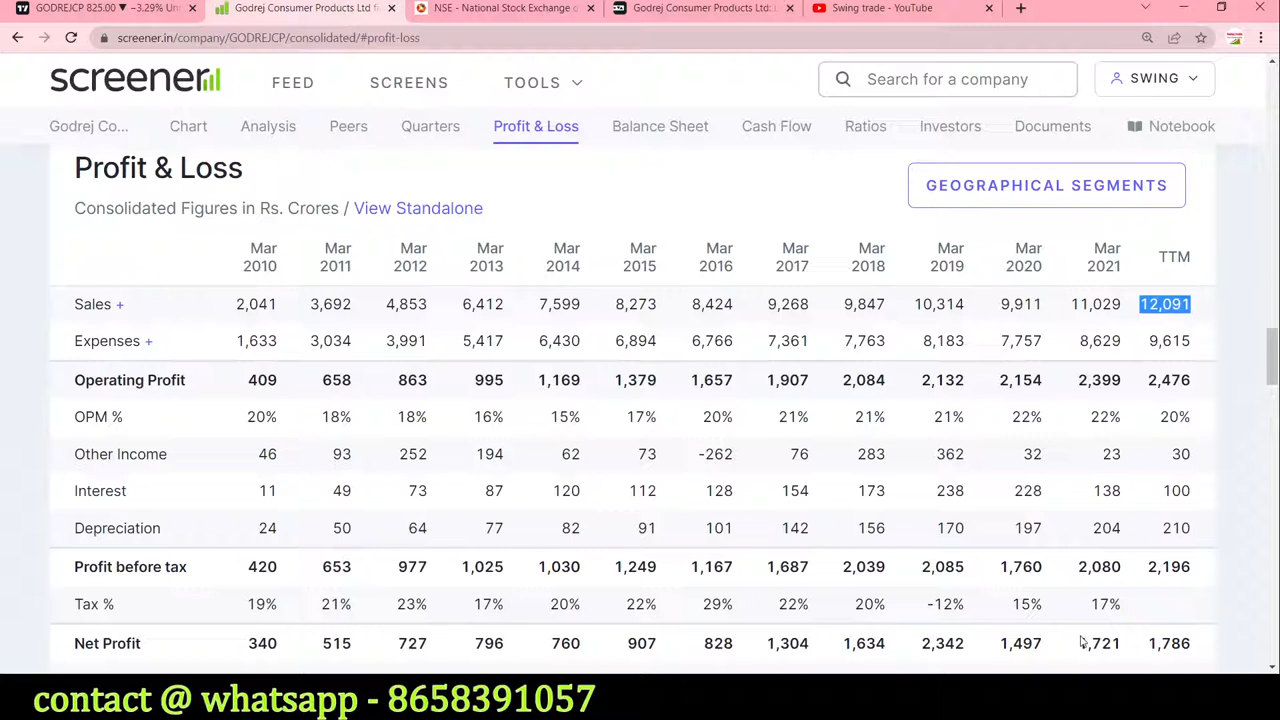 GODREJCP 825.00 ▼ −3.29% Un
Godrej Consumer Products Ltd fi
NSE - National Stock Exchange o
Godrej Consumer Products Ltd:
Swing trade - YouTube
screener.in/company/GODREJCP/consolidated/#profit-loss
screener FEED SCREENS TOOLS Search for a company SWING
Godrej Co... Chart Analysis Peers Quarters Profit & Loss Balance Sheet Cash Flow Ratios Investors Documents Notebook
Profit & Loss
GEOGRAPHICAL SEGMENTS
Consolidated Figures in Rs. Crores / View Standalone
Mar Mar Mar Mar Mar Mar Mar Mar Mar Mar Mar Mar TTM
2010 2011 2012 2013 2014 2015 2016 2017 2018 2019 2020 2021
Sales + 2,041 3,692 4,853 6,412 7,599 8,273 8,424 9,268 9,847 10,314 9,911 11,029 12,091
Expenses + 1,633 3,034 3,991 5,417 6,430 6,894 6,766 7,361 7,763 8,183 7,757 8,629 9,615
Operating Profit 409 658 863 995 1,169 1,379 1,657 1,907 2,084 2,132 2,154 2,399 2,476
OPM % 20% 18% 18% 16% 15% 17% 20% 21% 21% 21% 22% 22% 20%
Other Income 46 93 252 194 62 73 -262 76 283 362 32 23 30
Interest 11 49 73 87 120 112 128 154 173 238 228 138 100
Depreciation 24 50 64 77 82 91 101 142 156 170 197 204 210
Profit before tax 420 653 977 1,025 1,030 1,249 1,167 1,687 2,039 2,085 1,760 2,080 2,196
Tax % 19% 21% 23% 17% 20% 22% 29% 22% 20% -12% 15% 17%
Net Profit 340 515 727 796 760 907 828 1,304 1,634 2,342 1,497 ,721 1,786
contact @ whatsapp - 8658391057